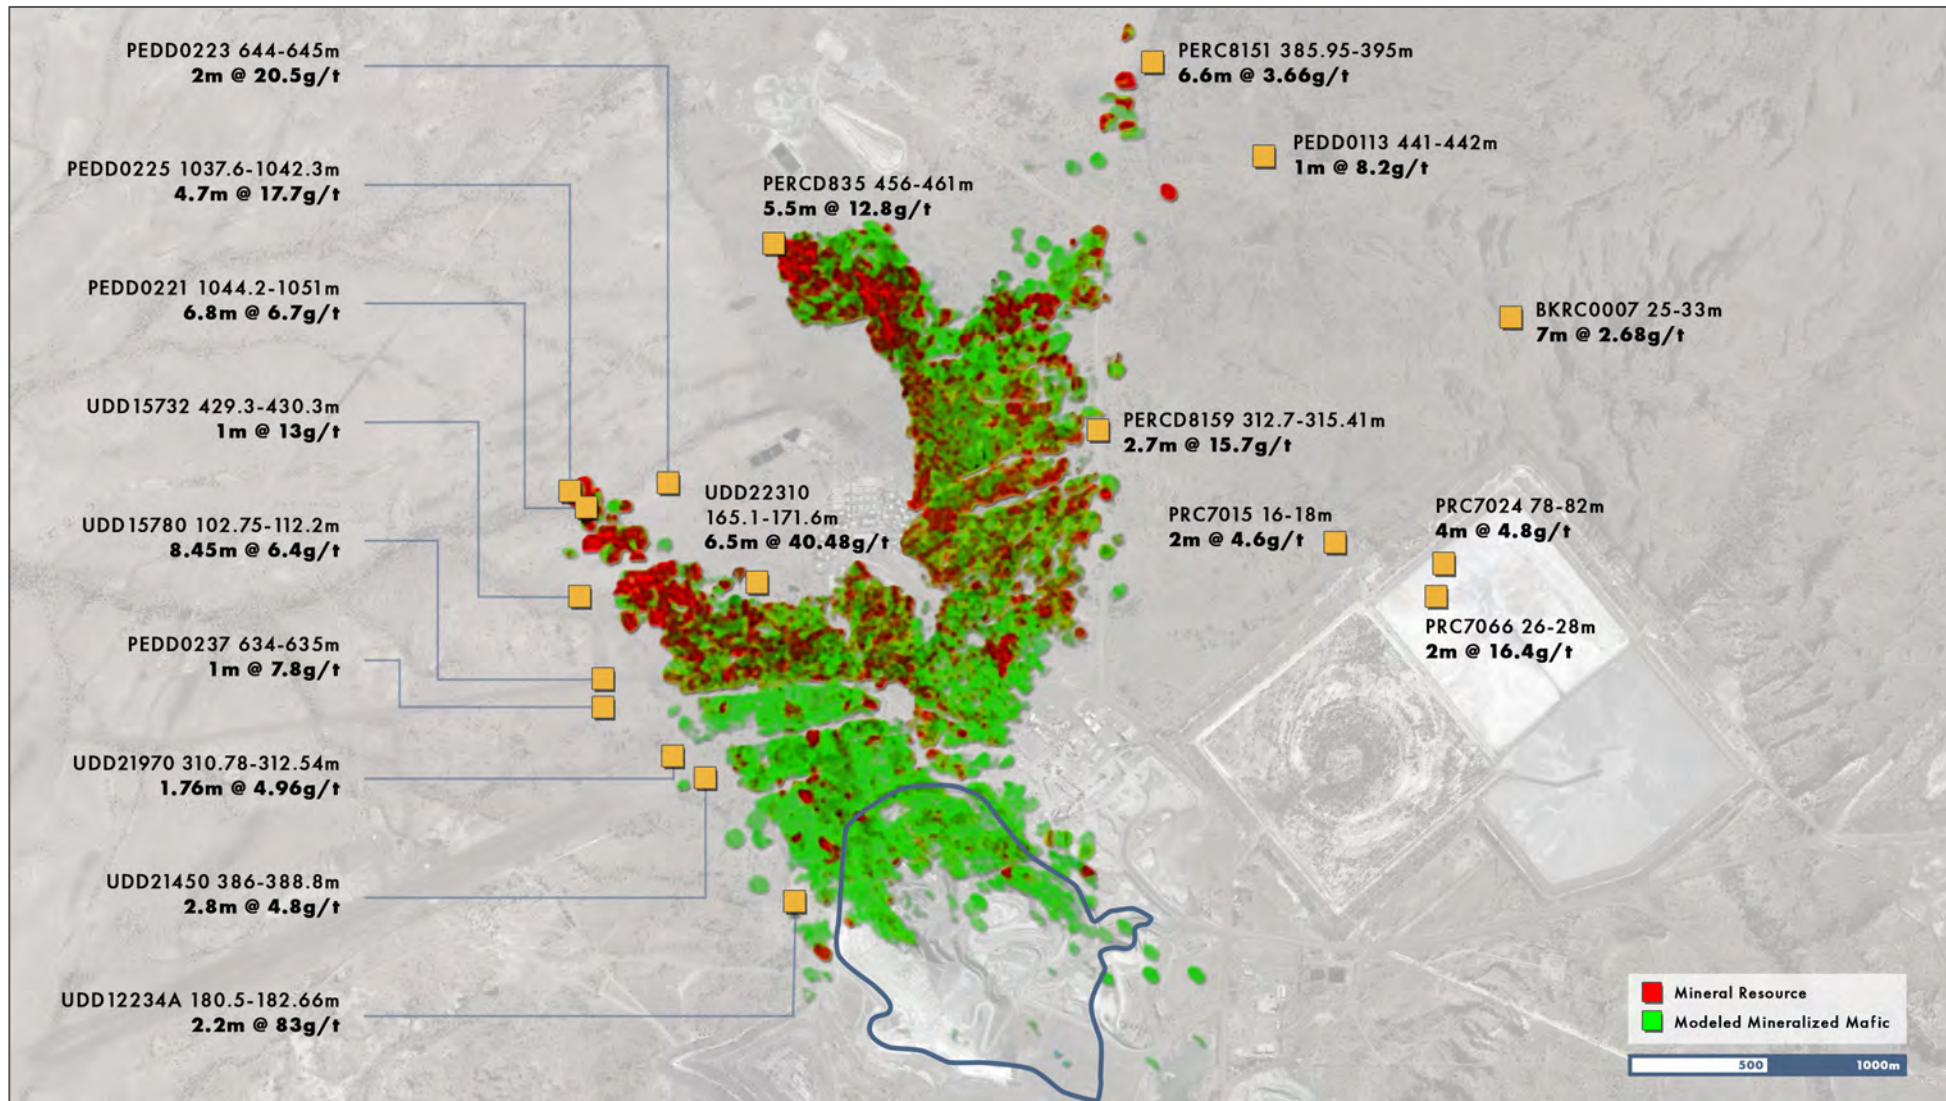 PEDD0223 644-645m
2m @ 20.5g/t
PEDD0225 1037.6-1042.3m
4.7m @ 17.7g/t
PEDD0221 1044.2-1051m
6.8m @ 6.7g/t
UDD15732 429.3-430.3m
1m @ 13g/t
UDD15780 102.75-112.2m
8.45m @ 6.4g/t
PEDD0237 634-635m
1m @ 7.8g/t
UDD21970 310.78-312.54m
1.76m @ 4.96g/t
UDD21450 386-388.8m
2.8m @ 4.8g/t
UDD12234A 180.5-182.66m
2.2m @ 83g/t
PERCD835 456-461m
5.5m @ 12.8g/t
UDD22310
165.1-171.6m
6.5m @ 40.48g/t
PERC8151 385.95-395m
6.6m @ 3.66g/t
PEDD0113 441-442m
1m @ 8.2g/t
BKRC0007 25-33m
7m @ 2.68g/t
PERCD8159 312.7-315.41m
2.7m @ 15.7g/t
PRC7015 16-18m
2m @ 4.6g/t
PRC7024 78-82m
4m @ 4.8g/t
PRC7066 26-28m
2m @ 16.4g/t
Mineral Resource
Modeled Mineralized Mafic
500 1000m